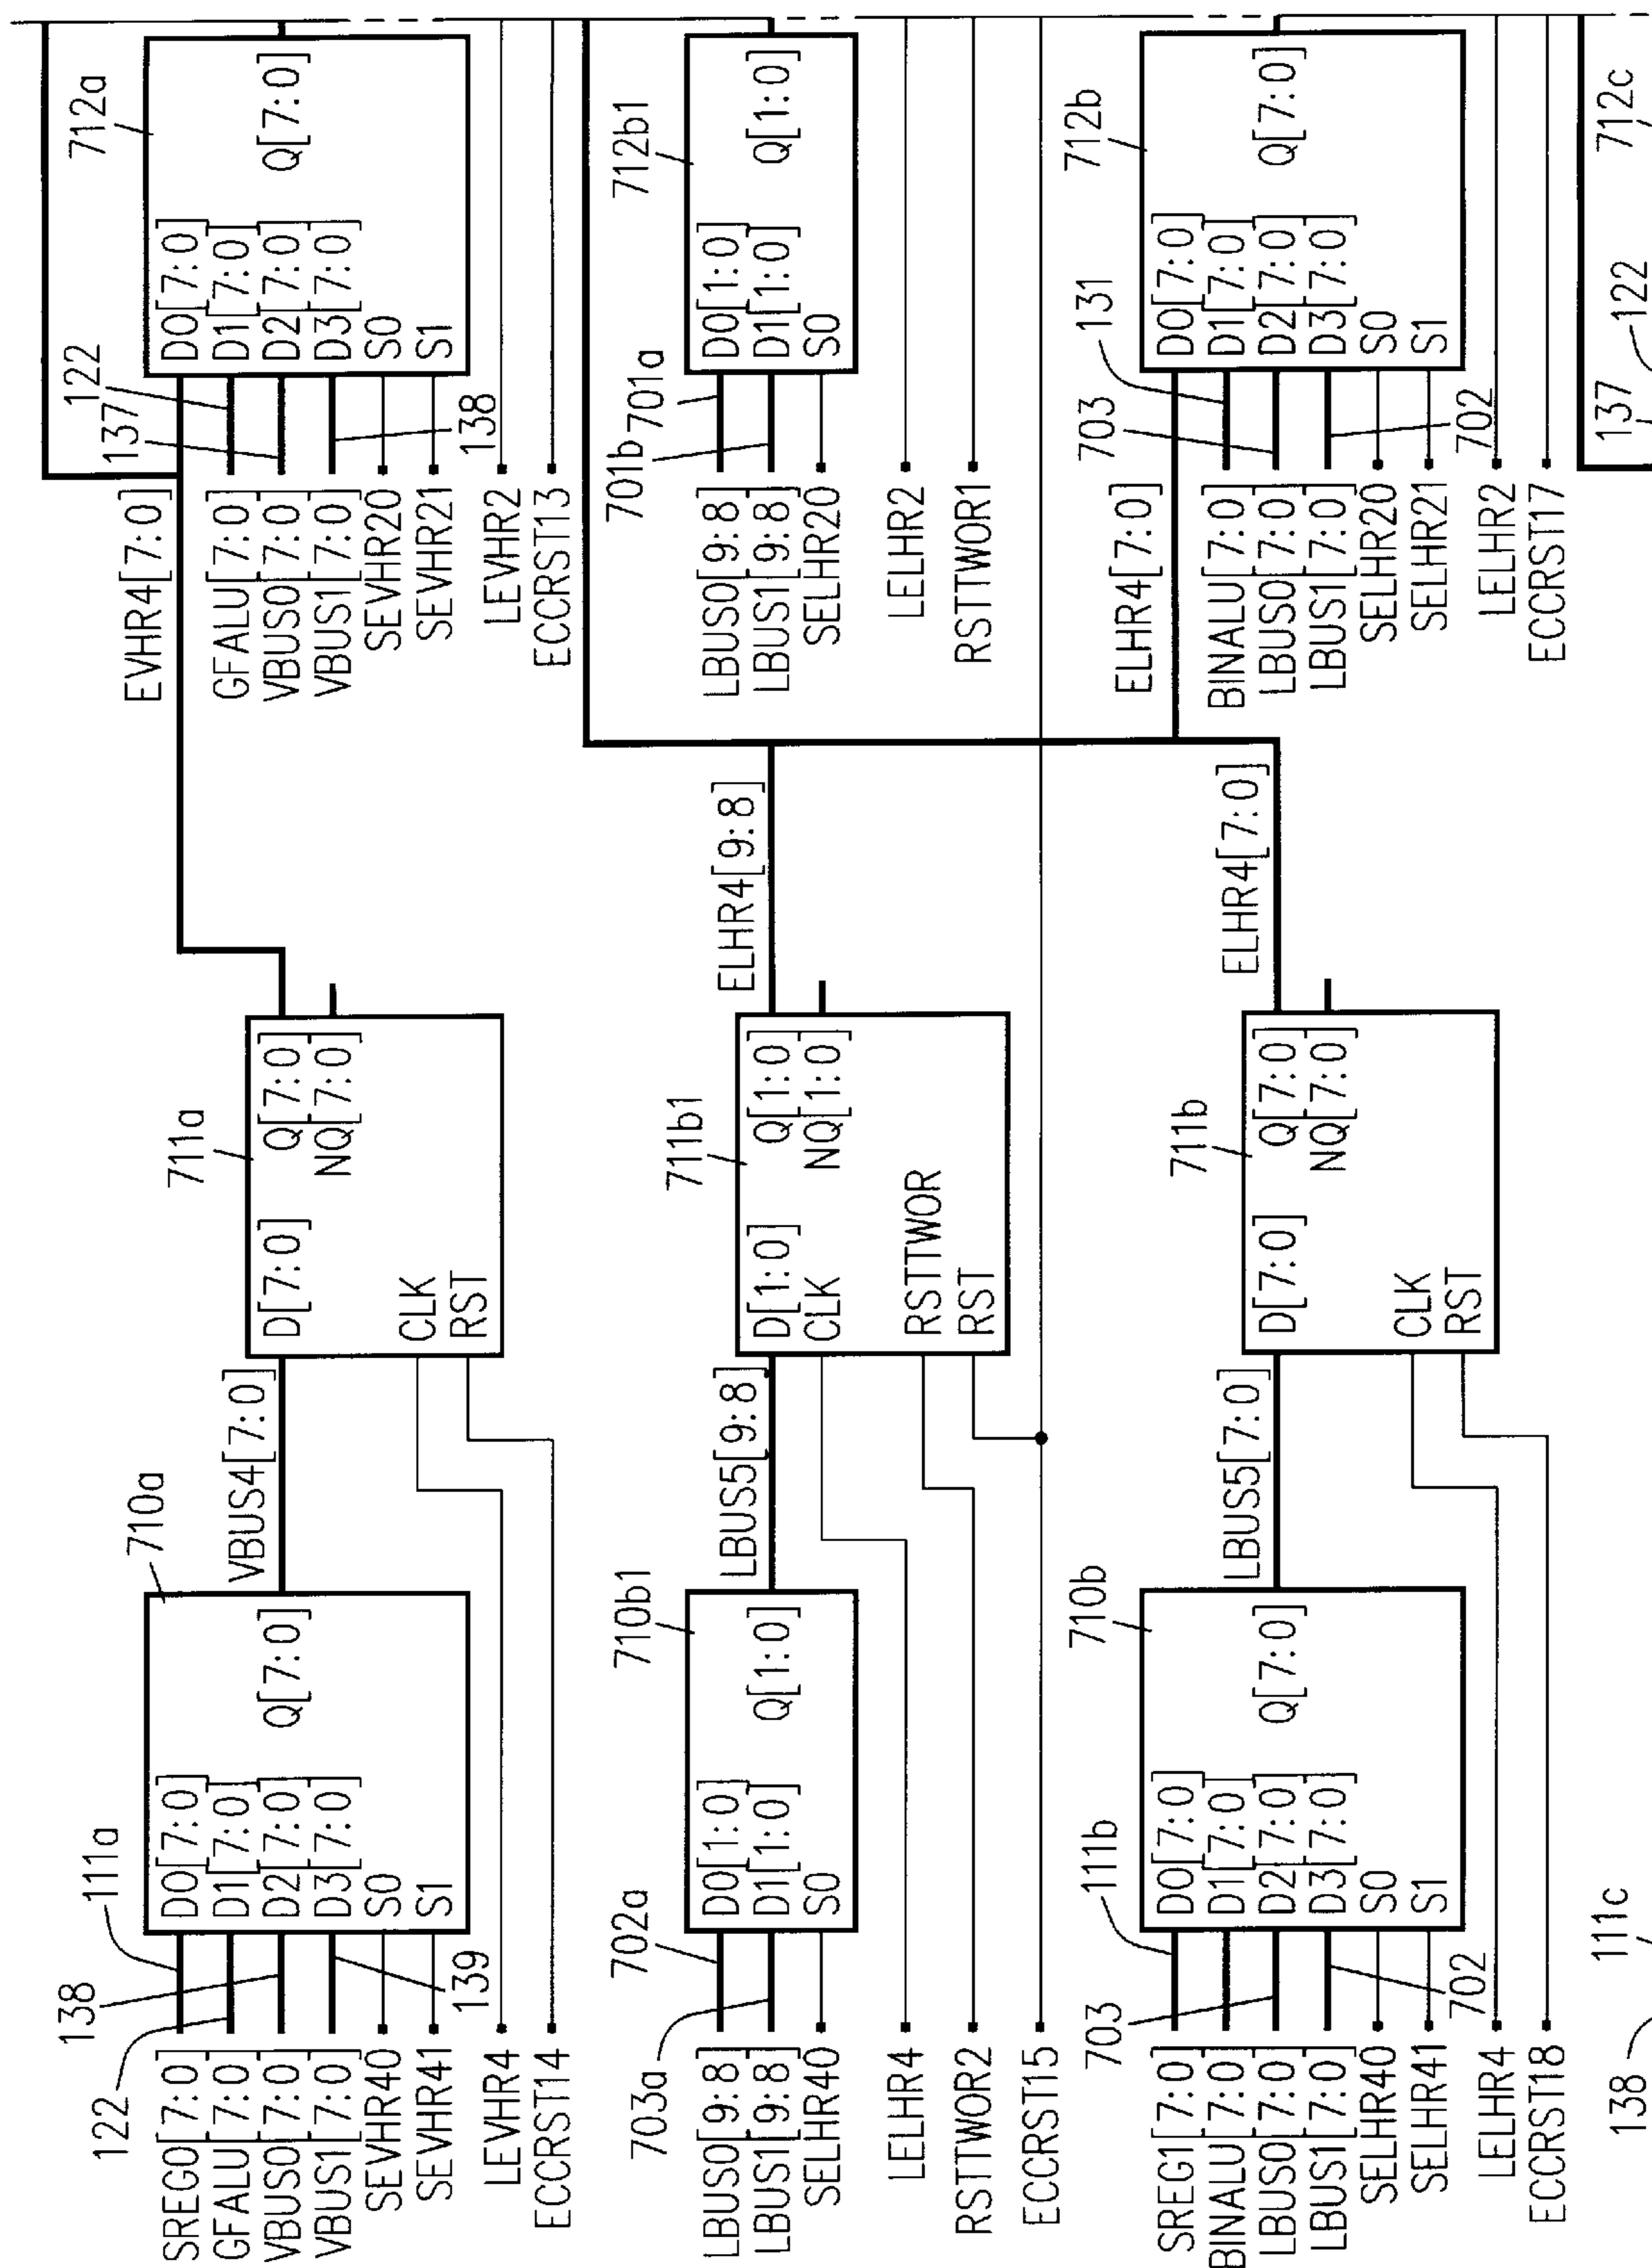 SREG0[7:0]
GFALU[7:0]
VBUS0[7:0]
VBUS1[7:0]
SEVHR40
SEVHR41
LEVHR4
ECCRST14
122
138
111a
139
D0[7:0]
D1[7:0]
D2[7:0]
D3[7:0]
S0
S1
Q[7:0]
710a
VBUS4[7:0]
D[7:0]
CLK
RST
Q[7:0]
NQ[7:0]
711a
EVHR4[7:0]
GFALU[7:0]
VBUS0[7:0]
VBUS1[7:0]
SEVHR20
SEVHR21
LEVHR2
ECCRST13
137
122
138
D0[7:0]
D1[7:0]
D2[7:0]
D3[7:0]
S0
S1
Q[7:0]
712a
LBUS0[9:8]
LBUS1[9:8]
SELHR40
LELHR4
RSTTWOR2
ECCRST15
703a
702a
D0[1:0]
D1[1:0]
S0
Q[1:0]
710b1
LBUS5[9:8]
D[1:0]
CLK
RSTTWOR
RST
Q[1:0]
NQ[1:0]
711b1
ELHR4[9:8]
LBUS0[9:8]
LBUS1[9:8]
SELHR20
LELHR2
RSTTWOR1
701b
701a
D0[1:0]
D1[1:0]
S0
Q[1:0]
712b1
SREG1[7:0]
BINALU[7:0]
LBUS0[7:0]
LBUS1[7:0]
SELHR40
SELHR41
LELHR4
ECCRST18
703
111b
702
D0[7:0]
D1[7:0]
D2[7:0]
D3[7:0]
S0
S1
Q[7:0]
710b
LBUS5[7:0]
D[7:0]
CLK
RST
Q[7:0]
NQ[7:0]
711b
ELHR4[7:0]
ELHR4[7:0]
BINALU[7:0]
LBUS0[7:0]
LBUS1[7:0]
SELHR20
SELHR21
LELHR2
ECCRST17
703
131
702
D0[7:0]
D1[7:0]
D2[7:0]
D3[7:0]
S0
S1
Q[7:0]
712b
138
111c
137
122
712c